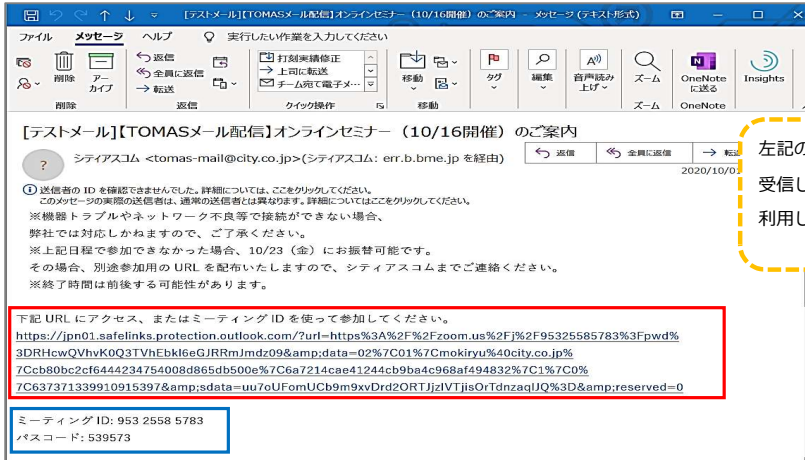 [テストメール]【TOMASメール配信】オンラインセミナー（10/16開催）のご案内 - メッセージ (テキスト形式)
ファイル メッセージ ヘルプ 実行したい作業を入力してください
削除
アーカイブ
返信
全員に返信
転送
打刻実績修正
上司に転送
チーム宛て電子メ…
移動
タグ
編集
音声読み上げ
ズーム
OneNoteに送る
Insights
削除 返信 クイック操作 移動 ズーム OneNote
[テストメール]【TOMASメール配信】オンラインセミナー（10/16開催）のご案内
シティアスコム <tomas-mail@city.co.jp>(シティアスコム: err.b.bme.jp を経由)
返信 全員に返信 転送
2020/10/01
送信者の ID を確認できませんでした。詳細については、ここをクリックしてください。
このメッセージの実際の送信者は、通常の送信者とは異なります。詳細についてはここをクリックしてください。
※機器トラブルやネットワーク不良等で接続ができない場合、
弊社では対応しかねますので、ご了承ください。
※上記日程で参加できなかった場合、10/23（金）にお振替可能です。
その場合、別途参加用の URL を配布いたしますので、シティアスコムまでご連絡ください。
※終了時間は前後する可能性があります。
下記 URL にアクセス、またはミーティング ID を使って参加してください。
https://jpn01.safelinks.protection.outlook.com/?url=https%3A%2F%2Fzoom.us%2Fj%2F95325585783%3Fpwd%
3DRHcwQVhvK0Q3TVhEbkl6eGJRRmJmdz09&amp;data=02%7C01%7Cmokiryu%40city.co.jp%
7Ccb80bc2cf6444234754008d865db500e%7C6a7214cae41244cb9ba4c968af494832%7C1%7C0%
7C637371339910915397&amp;sdata=uu7oUFomUCb9m9xvDrd2ORTJjzlVTjisOrTdnzaqlJQ%3D&amp;reserved=0
ミーティング ID: 953 2558 5783
パスコード: 539573
左記の
受信し
利用し